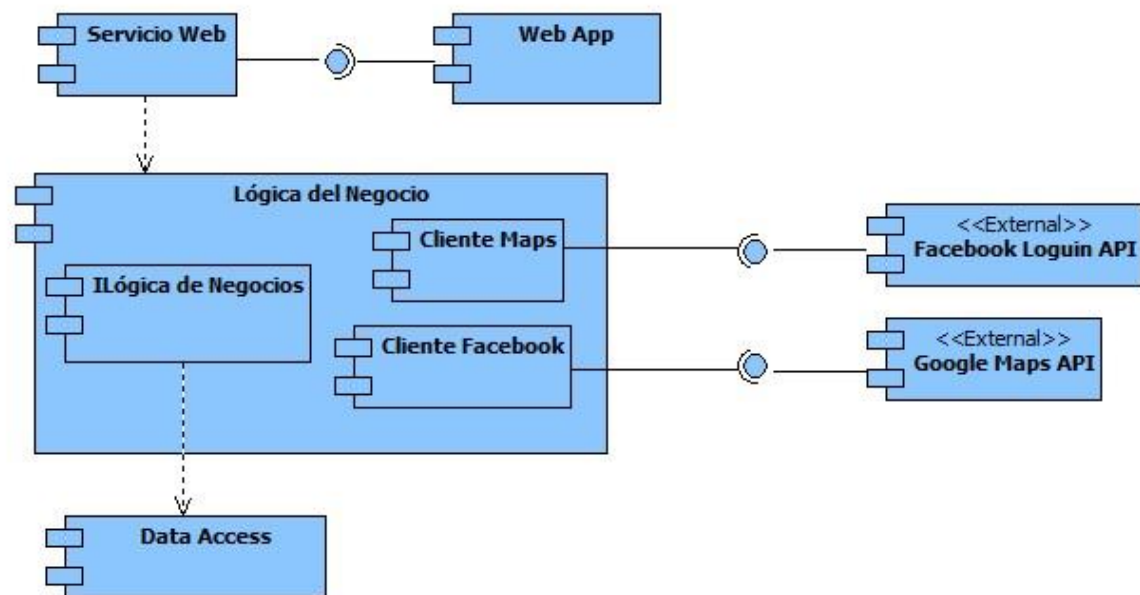 Servicio Web
Web App
Lógica del Negocio
Cliente Maps
<<External>>
Facebook Loguin API
ILógica de Negocios
Cliente Facebook
<<External>>
Google Maps API
Data Access